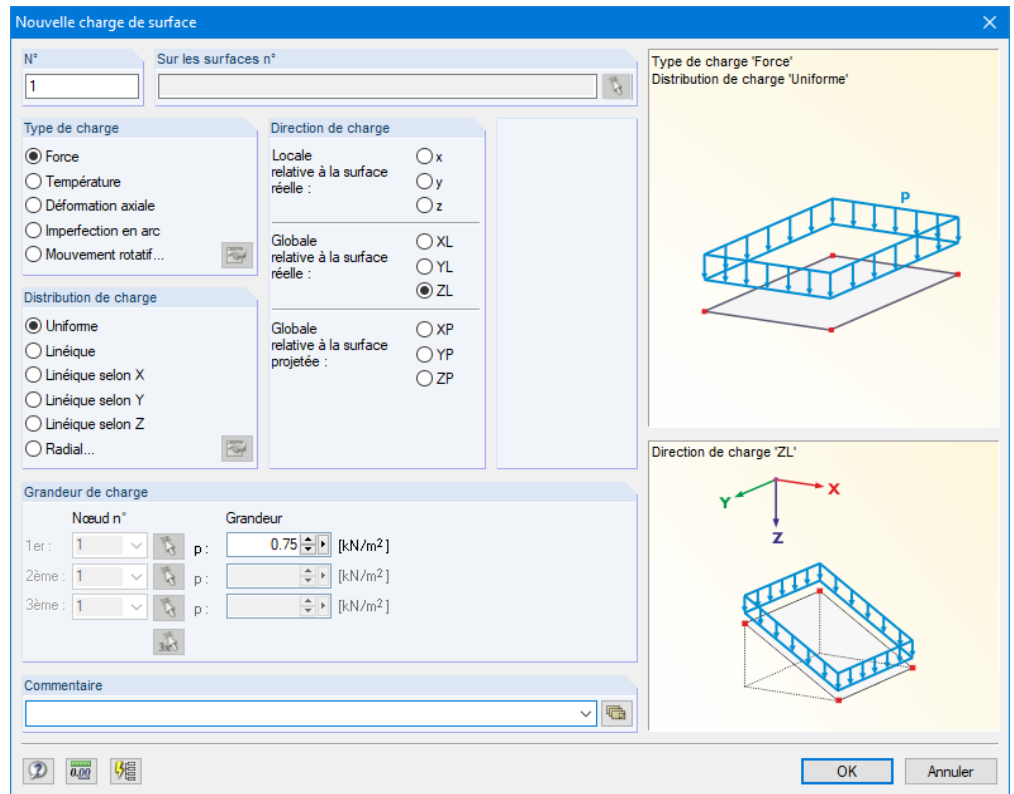 Nouvelle charge de surface
N°
Sur les surfaces n°
1
Type de charge
Force
Température
Déformation axiale
Imperfection en arc
Mouvement rotatif...
Direction de charge
Locale
relative à la surface
réelle :
x
y
z
Globale
relative à la surface
réelle :
XL
YL
ZL
Globale
relative à la surface
projetée :
XP
YP
ZP
Distribution de charge
Uniforme
Linéique
Linéique selon X
Linéique selon Y
Linéique selon Z
Radial...
Grandeur de charge
Nœud n° Grandeur
1er : 1 p : 0.75 [kN/m²]
2ème : 1 p : [kN/m²]
3ème : 1 p : [kN/m²]
3x
Commentaire
Type de charge 'Force'
Distribution de charge 'Uniforme'
P
Direction de charge 'ZL'
Y X
Z
0.00
OK Annuler